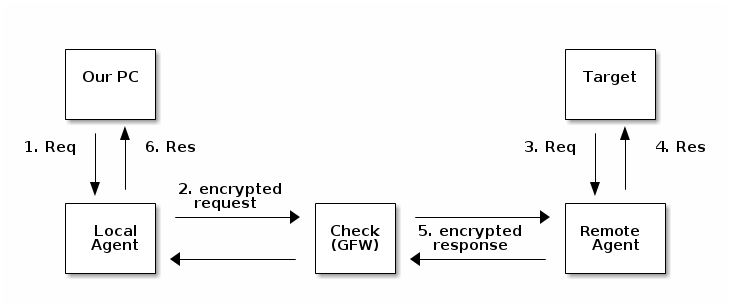 Our PC
Target
1. Req
6. Res
3. Req
4. Res
2. encrypted
request
Local
Agent
Check
(GFW)
5. encrypted
response
Remote
Agent